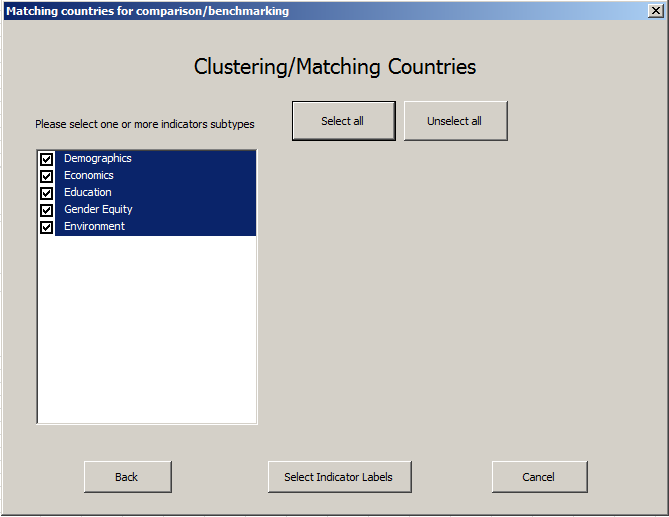 Matching countries for comparison/benchmarking
Clustering/Matching Countries
Please select one or more indicators subtypes
Select all
Unselect all
Demographics
Economics
Education
Gender Equity
Environment
Back
Select Indicator Labels
Cancel